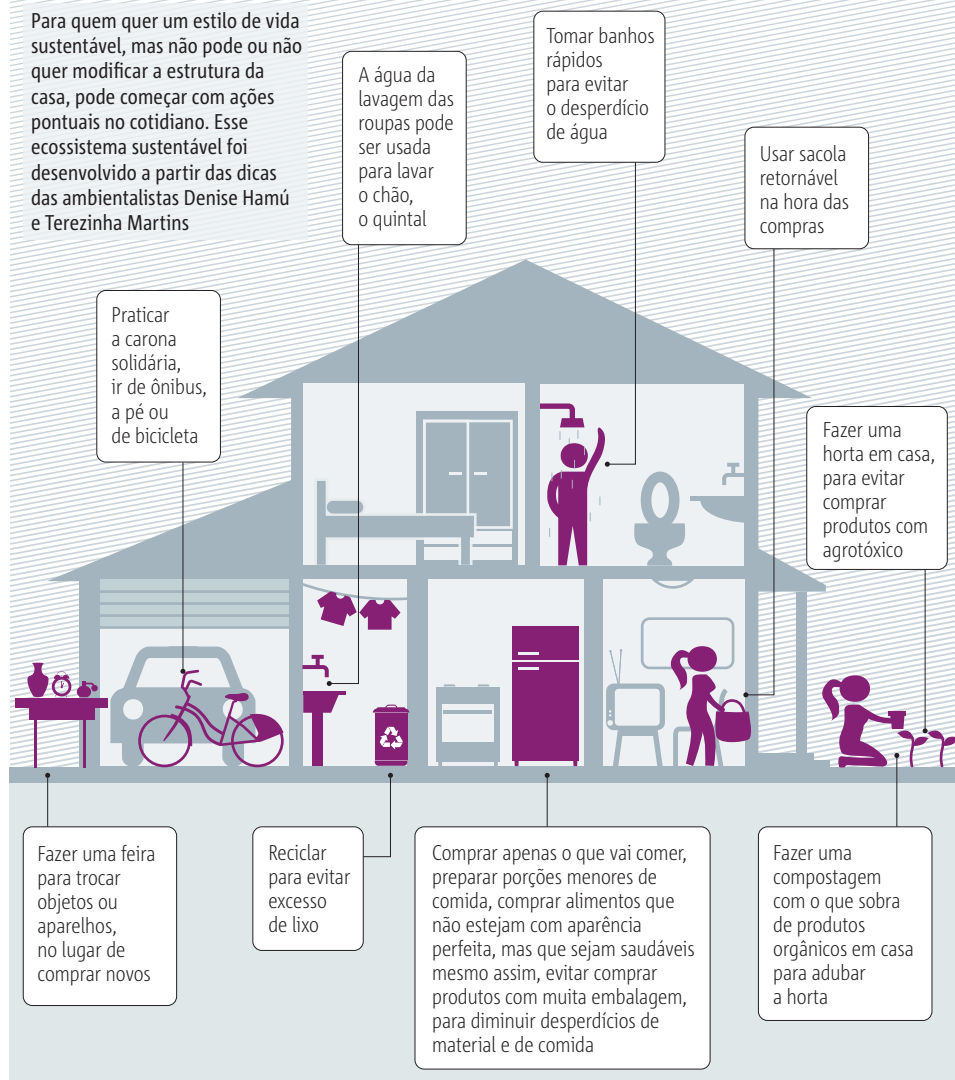 Para quem quer um estilo de vida
sustentável, mas não pode ou não
quer modificar a estrutura da
casa, pode começar com ações
pontuais no cotidiano. Esse
ecossistema sustentável foi
desenvolvido a partir das dicas
das ambientalistas Denise Hamú
e Terezinha Martins
A água da
lavagem das
roupas pode
ser usada
para lavar
o chão,
o quintal
Tomar banhos
rápidos
para evitar
o desperdício
de água
Usar sacola
retornável
na hora das
compras
Praticar
a carona
solidária,
ir de ônibus,
a pé ou
de bicicleta
Fazer uma
horta em casa,
para evitar
comprar
produtos com
agrotóxico
Fazer uma feira
para trocar
objetos ou
aparelhos,
no lugar de
comprar novos
Reciclar
para evitar
excesso
de lixo
Comprar apenas o que vai comer,
preparar porções menores de
comida, comprar alimentos que
não estejam com aparência
perfeita, mas que sejam saudáveis
mesmo assim, evitar comprar
produtos com muita embalagem,
para diminuir desperdícios de
material e de comida
Fazer uma
compostagem
com o que sobra
de produtos
orgânicos em casa
para adubar
a horta